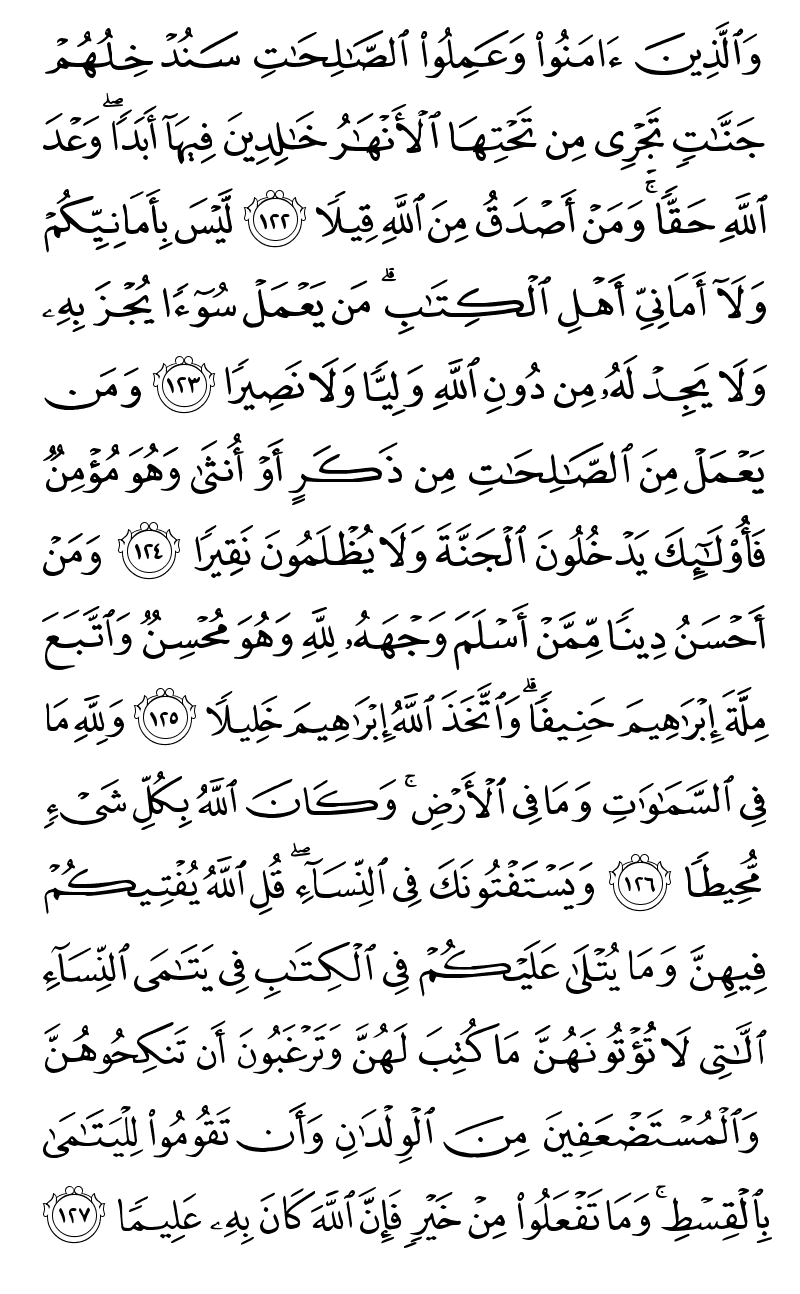 وَٱلَّذِينَ ءَامَنُوا۟ وَعَمِلُوا۟ ٱلصَّـٰلِحَـٰتِ سَنُدْخِلُهُمْ
جَنَّـٰتٍ تَجْرِى مِن تَحْتِهَا ٱلْأَنْهَـٰرُ خَـٰلِدِينَ فِيهَآ أَبَدًا ۖ وَعْدَ
ٱللَّهِ حَقًّا ۚ وَمَنْ أَصْدَقُ مِنَ ٱللَّهِ قِيلًا ١٢٢ لَّيْسَ بِأَمَانِيِّكُمْ
وَلَآ أَمَانِىِّ أَهْلِ ٱلْكِتَـٰبِ ۗ مَن يَعْمَلْ سُوٓءًا يُجْزَ بِهِۦ
وَلَا يَجِدْ لَهُۥ مِن دُونِ ٱللَّهِ وَلِيًّا وَلَا نَصِيرًا ١٢٣ وَمَن
يَعْمَلْ مِنَ ٱلصَّـٰلِحَـٰتِ مِن ذَكَرٍ أَوْ أُنثَىٰ وَهُوَ مُؤْمِنٌ
فَأُو۟لَـٰٓئِكَ يَدْخُلُونَ ٱلْجَنَّةَ وَلَا يُظْلَمُونَ نَقِيرًا ١٢٤ وَمَنْ
أَحْسَنُ دِينًا مِّمَّنْ أَسْلَمَ وَجْهَهُۥ لِلَّهِ وَهُوَ مُحْسِنٌ وَٱتَّبَعَ
مِلَّةَ إِبْرَٰهِيمَ حَنِيفًا ۗ وَٱتَّخَذَ ٱللَّهُ إِبْرَٰهِيمَ خَلِيلًا ١٢٥ وَلِلَّهِ مَا
فِى ٱلسَّمَـٰوَٰتِ وَمَا فِى ٱلْأَرْضِ ۚ وَكَانَ ٱللَّهُ بِكُلِّ شَىْءٍ
مُّحِيطًا ١٢٦ وَيَسْتَفْتُونَكَ فِى ٱلنِّسَآءِ ۖ قُلِ ٱللَّهُ يُفْتِيكُمْ
فِيهِنَّ وَمَا يُتْلَىٰ عَلَيْكُمْ فِى ٱلْكِتَـٰبِ فِى يَتَـٰمَى ٱلنِّسَآءِ
ٱلَّـٰتِى لَا تُؤْتُونَهُنَّ مَا كُتِبَ لَهُنَّ وَتَرْغَبُونَ أَن تَنكِحُوهُنَّ
وَٱلْمُسْتَضْعَفِينَ مِنَ ٱلْوِلْدَٰنِ وَأَن تَقُومُوا۟ لِلْيَتَـٰمَىٰ
بِٱلْقِسْطِ ۚ وَمَا تَفْعَلُوا۟ مِنْ خَيْرٍ فَإِنَّ ٱللَّهَ كَانَ بِهِۦ عَلِيمًا ١٢٧